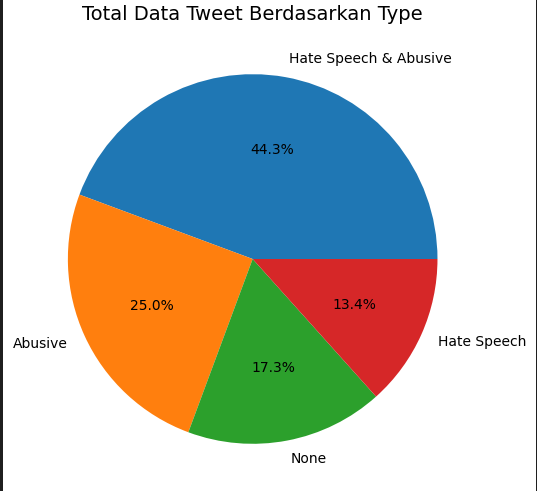 Total Data Tweet Berdasarkan Type
Hate Speech & Abusive
44.3%
25.0%
13.4%
Abusive
Hate Speech
17.3%
None